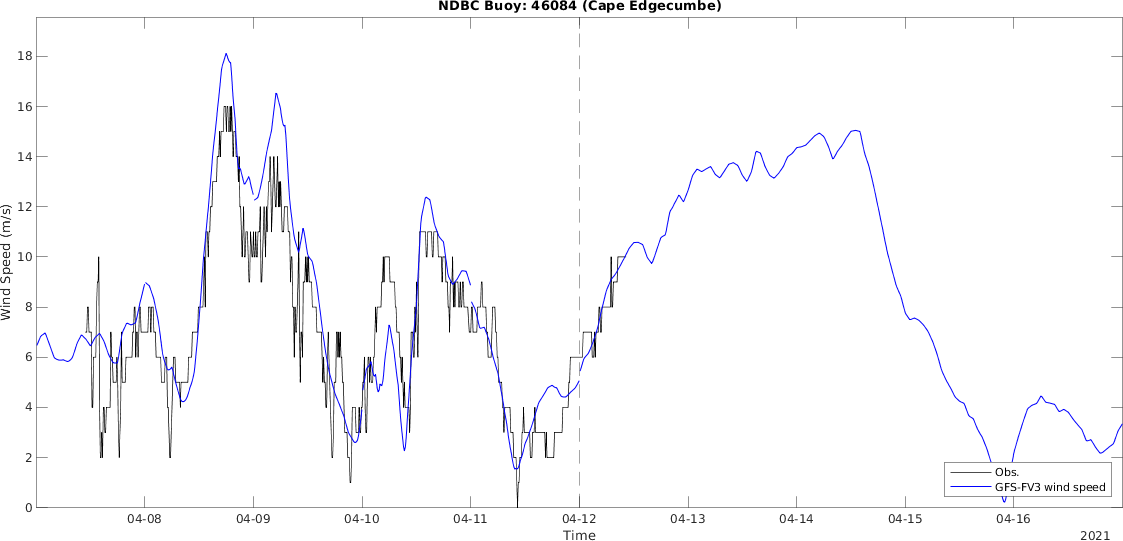 NDBC Buoy: 46084 (Cape Edgecumbe)
Wind Speed (m/s)
18
16
14
12
10
8
6
4
2
0
Obs.
GFS-FV3 wind speed
04-08 04-09 04-10 04-11 04-12 04-13 04-14 04-15 04-16
Time
2021